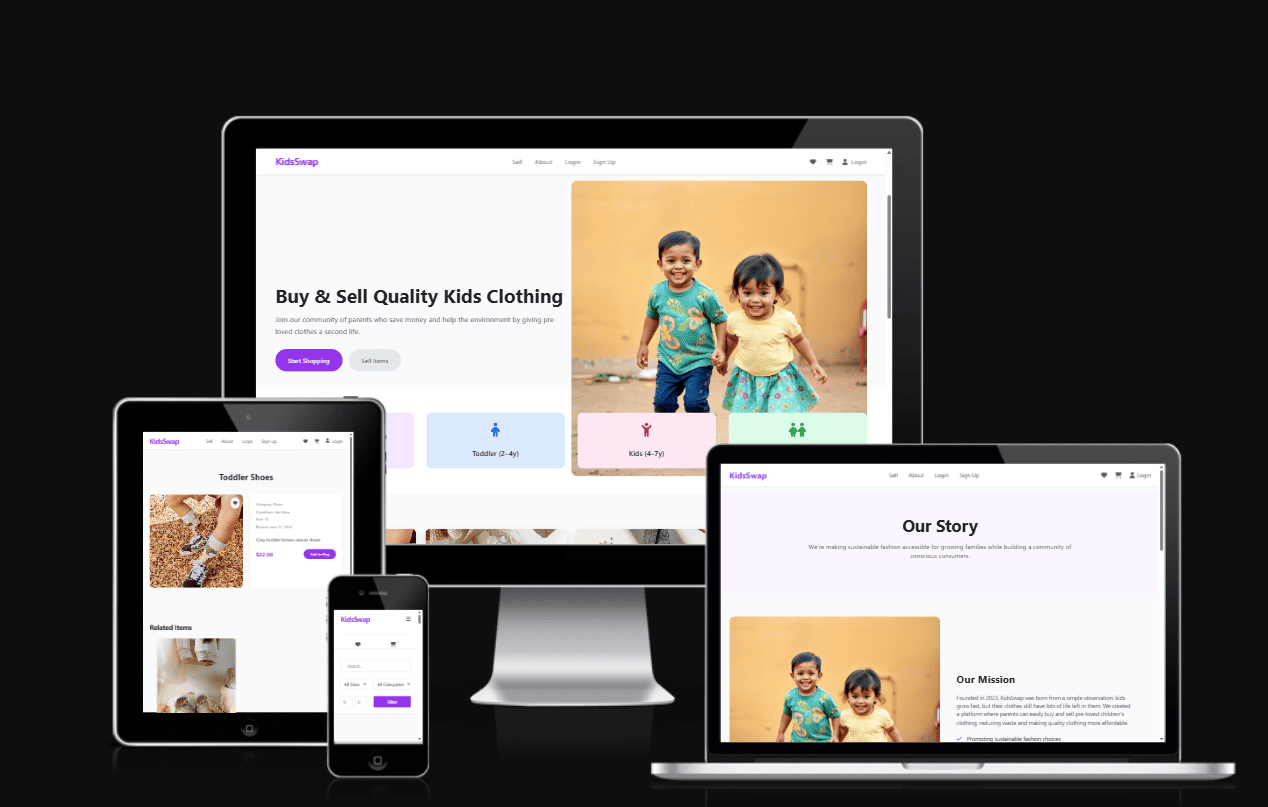 KidsSwap
Sell About Login Sign Up Login
Buy & Sell Quality Kids Clothing
Join our community of parents who save money and help the environment by giving pre-
loved clothes a second life.
Start Shopping Sell Items
Toddler (2–4y) Kids (4–7y)
KidsSwap
Sell About Login Sign Up Login
Toddler Shoes
Category: Shoes
Condition: Like New
Cozy toddler brown canvas shoes.
$22.00 Add to Bag
Related Items
KidsSwap
Search...
All Sizes All Categories
Filter
KidsSwap
Sell About Login Sign Up Login
Our Story
We're making sustainable fashion accessible for growing families while building a community of
conscious consumers.
Our Mission
Founded in 2023, KidsSwap was born from a simple observation: kids
grow fast, but their clothes still have lots of life left in them. We created
a platform where parents can easily buy and sell pre-loved children's
clothing, reducing waste and making quality clothing more affordable.
Promoting sustainable fashion choices